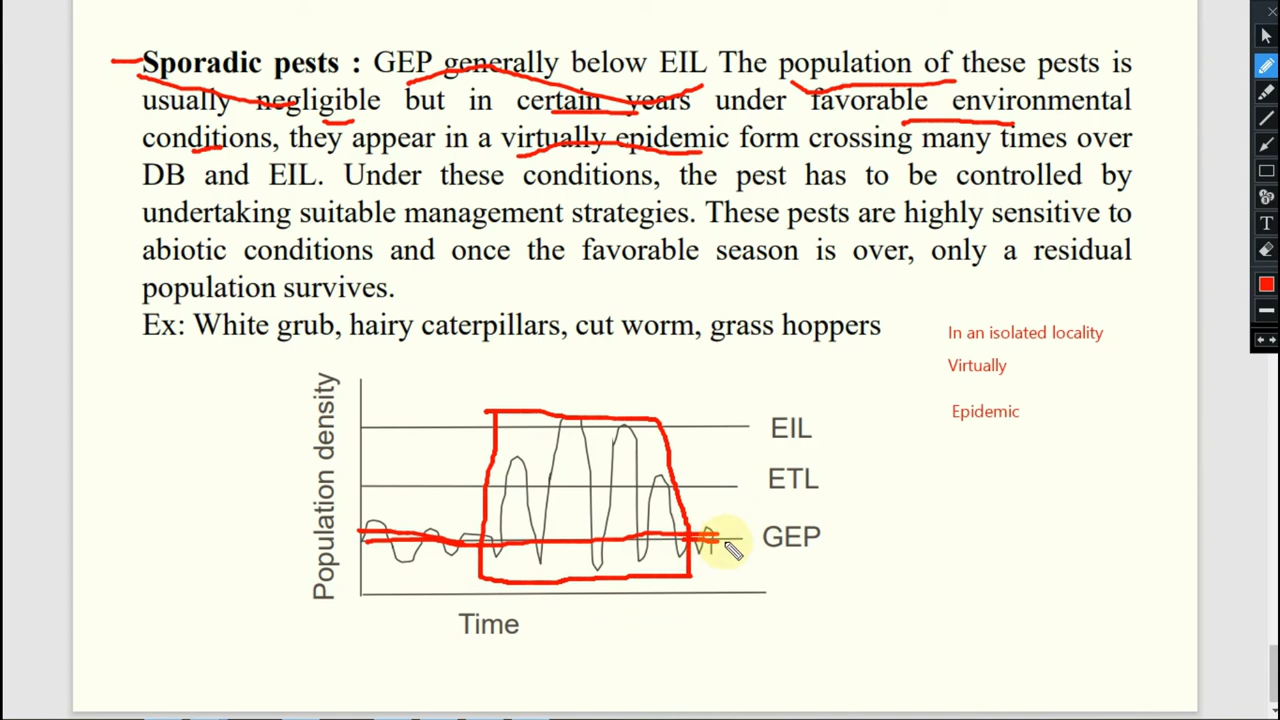 Sporadic pests : GEP generally below EIL The population of these pests is
usually negligible but in certain years under favorable environmental
conditions, they appear in a virtually epidemic form crossing many times over
DB and EIL. Under these conditions, the pest has to be controlled by
undertaking suitable management strategies. These pests are highly sensitive to
abiotic conditions and once the favorable season is over, only a residual
population survives.
Ex: White grub, hairy caterpillars, cut worm, grass hoppers
In an isolated locality
Virtually
Epidemic
Population density
EIL
ETL
GEP
Time